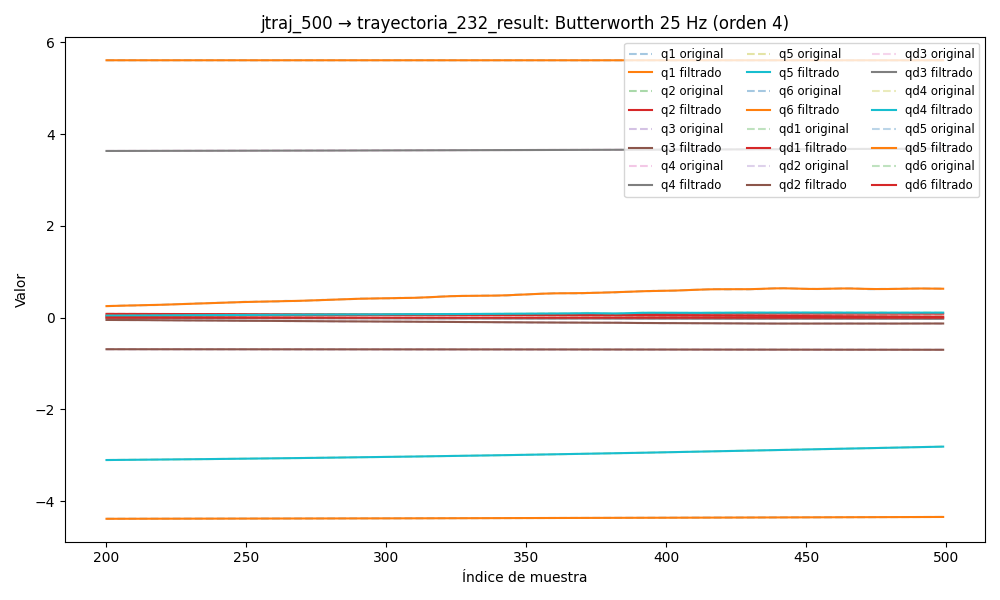 jtraj_500 → trayectoria_232_result: Butterworth 25 Hz (orden 4)
6
4
2
0
−2
−4
Valor
q1 original
q1 filtrado
q2 original
q2 filtrado
q3 original
q3 filtrado
q4 original
q4 filtrado
q5 original
q5 filtrado
q6 original
q6 filtrado
qd1 original
qd1 filtrado
qd2 original
qd2 filtrado
qd3 original
qd3 filtrado
qd4 original
qd4 filtrado
qd5 original
qd5 filtrado
qd6 original
qd6 filtrado
200 250 300 350 400 450 500
Índice de muestra